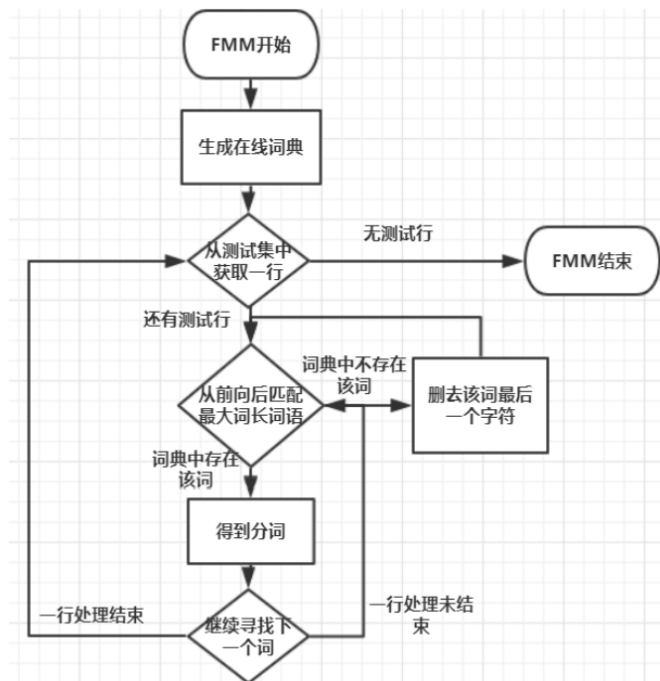 FMM开始
生成在线词典
从测试集中
获取一行
无测试行
FMM结束
还有测试行
从前向后匹配
最大词长词语
词典中不存在
该词
删去该词最后
一个字符
词典中存在
该词
得到分词
一行处理结束
继续寻找下
一个词
一行处理未结
束